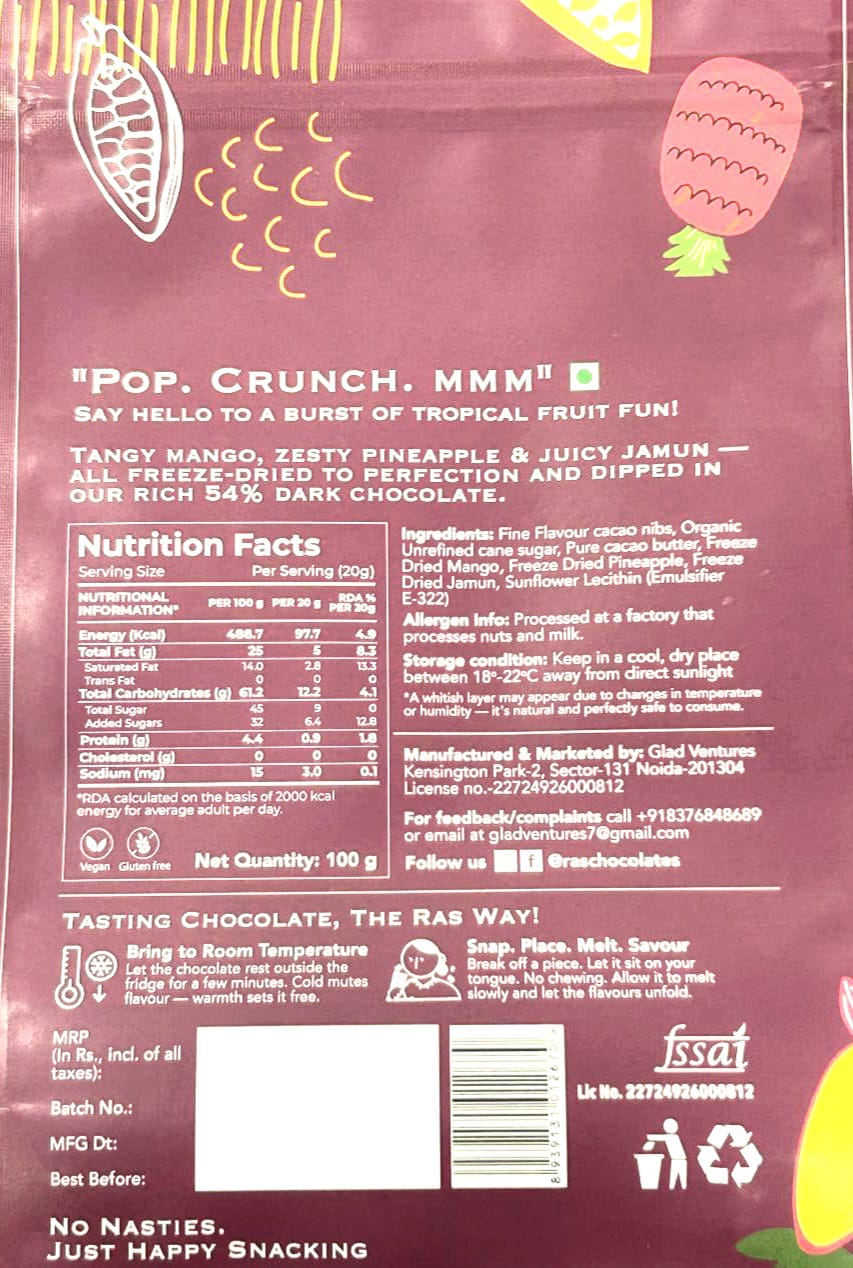 "POP. CRUNCH. MMM"
SAY HELLO TO A BURST OF TROPICAL FRUIT FUN!
TANGY MANGO, ZESTY PINEAPPLE & JUICY JAMUN —
ALL FREEZE-DRIED TO PERFECTION AND DIPPED IN
OUR RICH 54% DARK CHOCOLATE.
Nutrition Facts
Serving Size Per Serving (20g)
NUTRITIONAL INFORMATION* PER 100 g PER 20 g RDA % PER 20g
Energy (Kcal) 488.7 97.7 4.9
Total Fat (g) 25 5 8.3
Saturated Fat 14.0 2.8 13.3
Trans Fat 0 0 0
Total Carbohydrates (g) 61.2 12.2 4.1
Total Sugar 45 9 0
Added Sugars 32 6.4 12.8
Protein (g) 4.4 0.9 1.8
Cholesterol (g) 0 0 0
Sodium (mg) 15 3.0 0.1
*RDA calculated on the basis of 2000 kcal
energy for average adult per day.
Vegan Gluten free Net Quantity: 100 g
Ingredients: Fine Flavour cacao nibs, Organic
Unrefined cane sugar, Pure cacao butter, Freeze
Dried Mango, Freeze Dried Pineapple, Freeze
Dried Jamun, Sunflower Lecithin (Emulsifier
E-322)
Allergen Info: Processed at a factory that
processes nuts and milk.
Storage condition: Keep in a cool, dry place
between 18°-22°C away from direct sunlight
*A whitish layer may appear due to changes in temperature
or humidity — it's natural and perfectly safe to consume.
Manufactured & Marketed by: Glad Ventures
Kensington Park-2, Sector-131 Noida-201304
License no.-22724926000812
For feedback/complaints call +918376848689
or email at gladventures7@gmail.com
Follow us f @raschocolates
TASTING CHOCOLATE, THE RAS WAY!
Bring to Room Temperature
Let the chocolate rest outside the
fridge for a few minutes. Cold mutes
flavour — warmth sets it free.
Snap. Place. Melt. Savour
Break off a piece. Let it sit on your
tongue. No chewing. Allow it to melt
slowly and let the flavours unfold.
MRP
(In Rs., incl. of all
taxes):
Batch No.:
MFG Dt:
Best Before:
fssai
Lic No. 22724926000812
NO NASTIES.
JUST HAPPY SNACKING